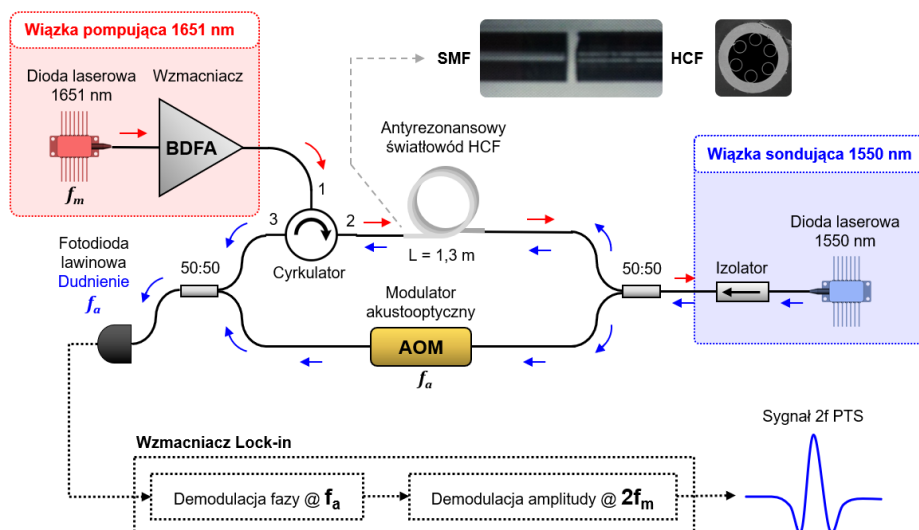 Wiązka pompująca 1651 nm
Dioda laserowa
1651 nm
Wzmacniacz
BDFA
f_m
SMF
HCF
Antyrezonansowy
światłowód HCF
L = 1,3 m
1
2
3
Cyrkulator
Wiązka sondująca 1550 nm
Dioda laserowa
1550 nm
Izolator
50:50
Fotodioda
lawinowa
Dudnienie
f_a
50:50
Modulator
akustooptyczny
AOM
f_a
Sygnał 2f PTS
Wzmacniacz Lock-in
Demodulacja fazy @ f_a
Demodulacja amplitudy @ 2f_m